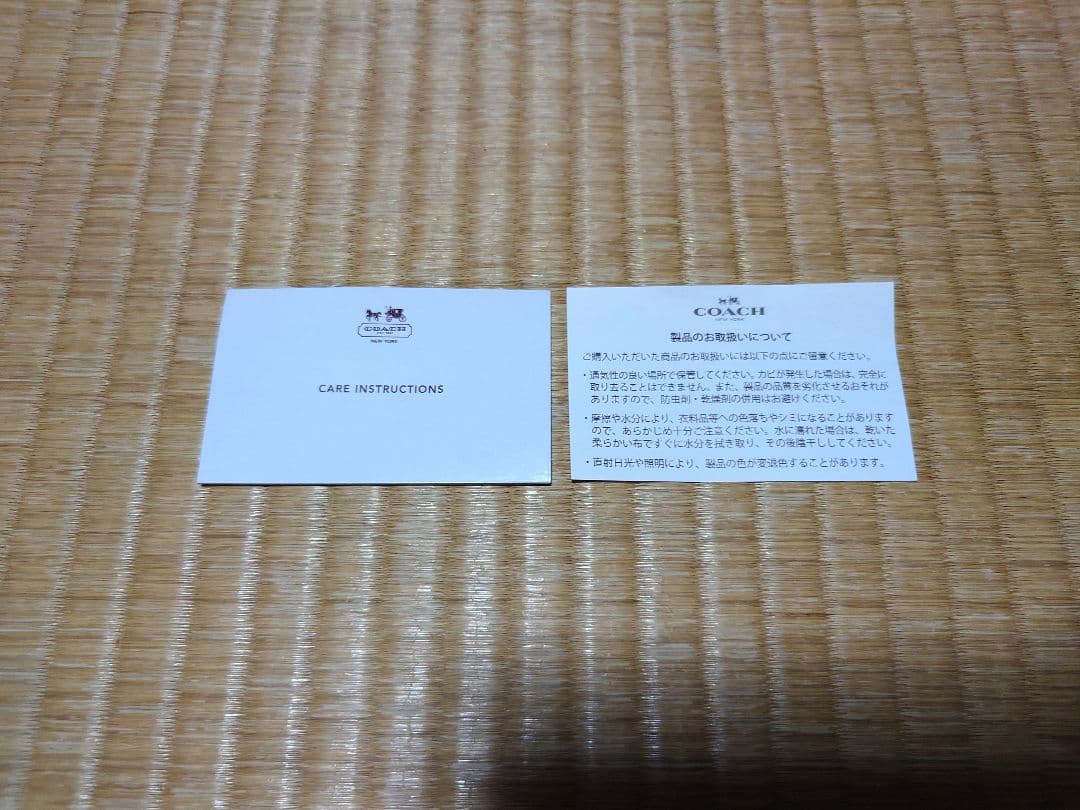 COACH
EST. 1941
NEW YORK
CARE INSTRUCTIONS
COACH
NEW YORK
製品のお取扱いについて
ご購入いただいた商品のお取扱いには以下の点にご留意ください。
・通気性の良い場所で保管してください。カビが発生した場合は、完全に
取り去ることはできません。また、製品の品質を劣化させるおそれが
ありますので、防虫剤・乾燥剤の併用はお避けください。
・摩擦や水分により、衣料品等への色落ちやシミになることがあります
ので、あらかじめ十分ご注意ください。水に濡れた場合は、乾いた
柔らかい布ですぐに水分を拭き取り、その後陰干ししてください。
・直射日光や照明により、製品の色が変退色することがあります。